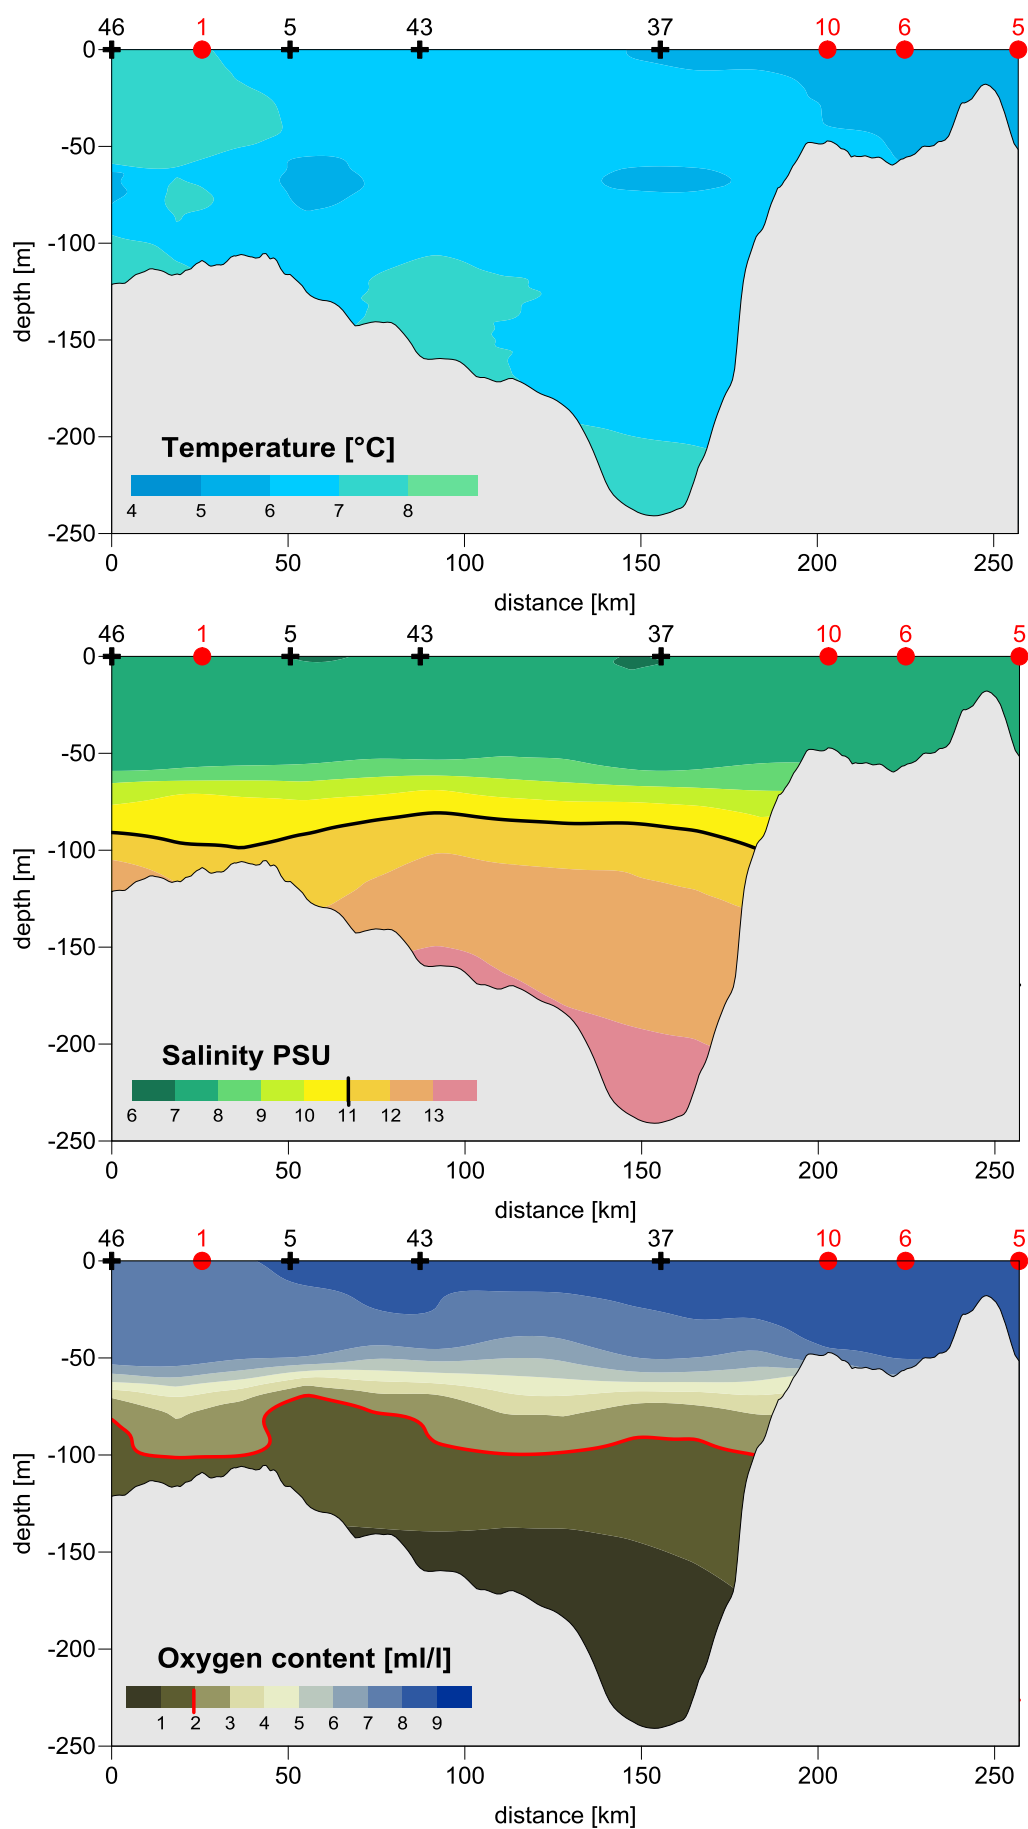 46 1 5 43 37 10 6 5
0
-50
-100
-150
-200
-250
depth [m]
Temperature [°C]
4 5 6 7 8
0 50 100 150 200 250
distance [km]
46 1 5 43 37 10 6 5
0
-50
-100
-150
-200
-250
depth [m]
Salinity PSU
6 7 8 9 10 11 12 13
0 50 100 150 200 250
distance [km]
46 1 5 43 37 10 6 5
0
-50
-100
-150
-200
-250
depth [m]
Oxygen content [ml/l]
1 2 3 4 5 6 7 8 9
0 50 100 150 200 250
distance [km]